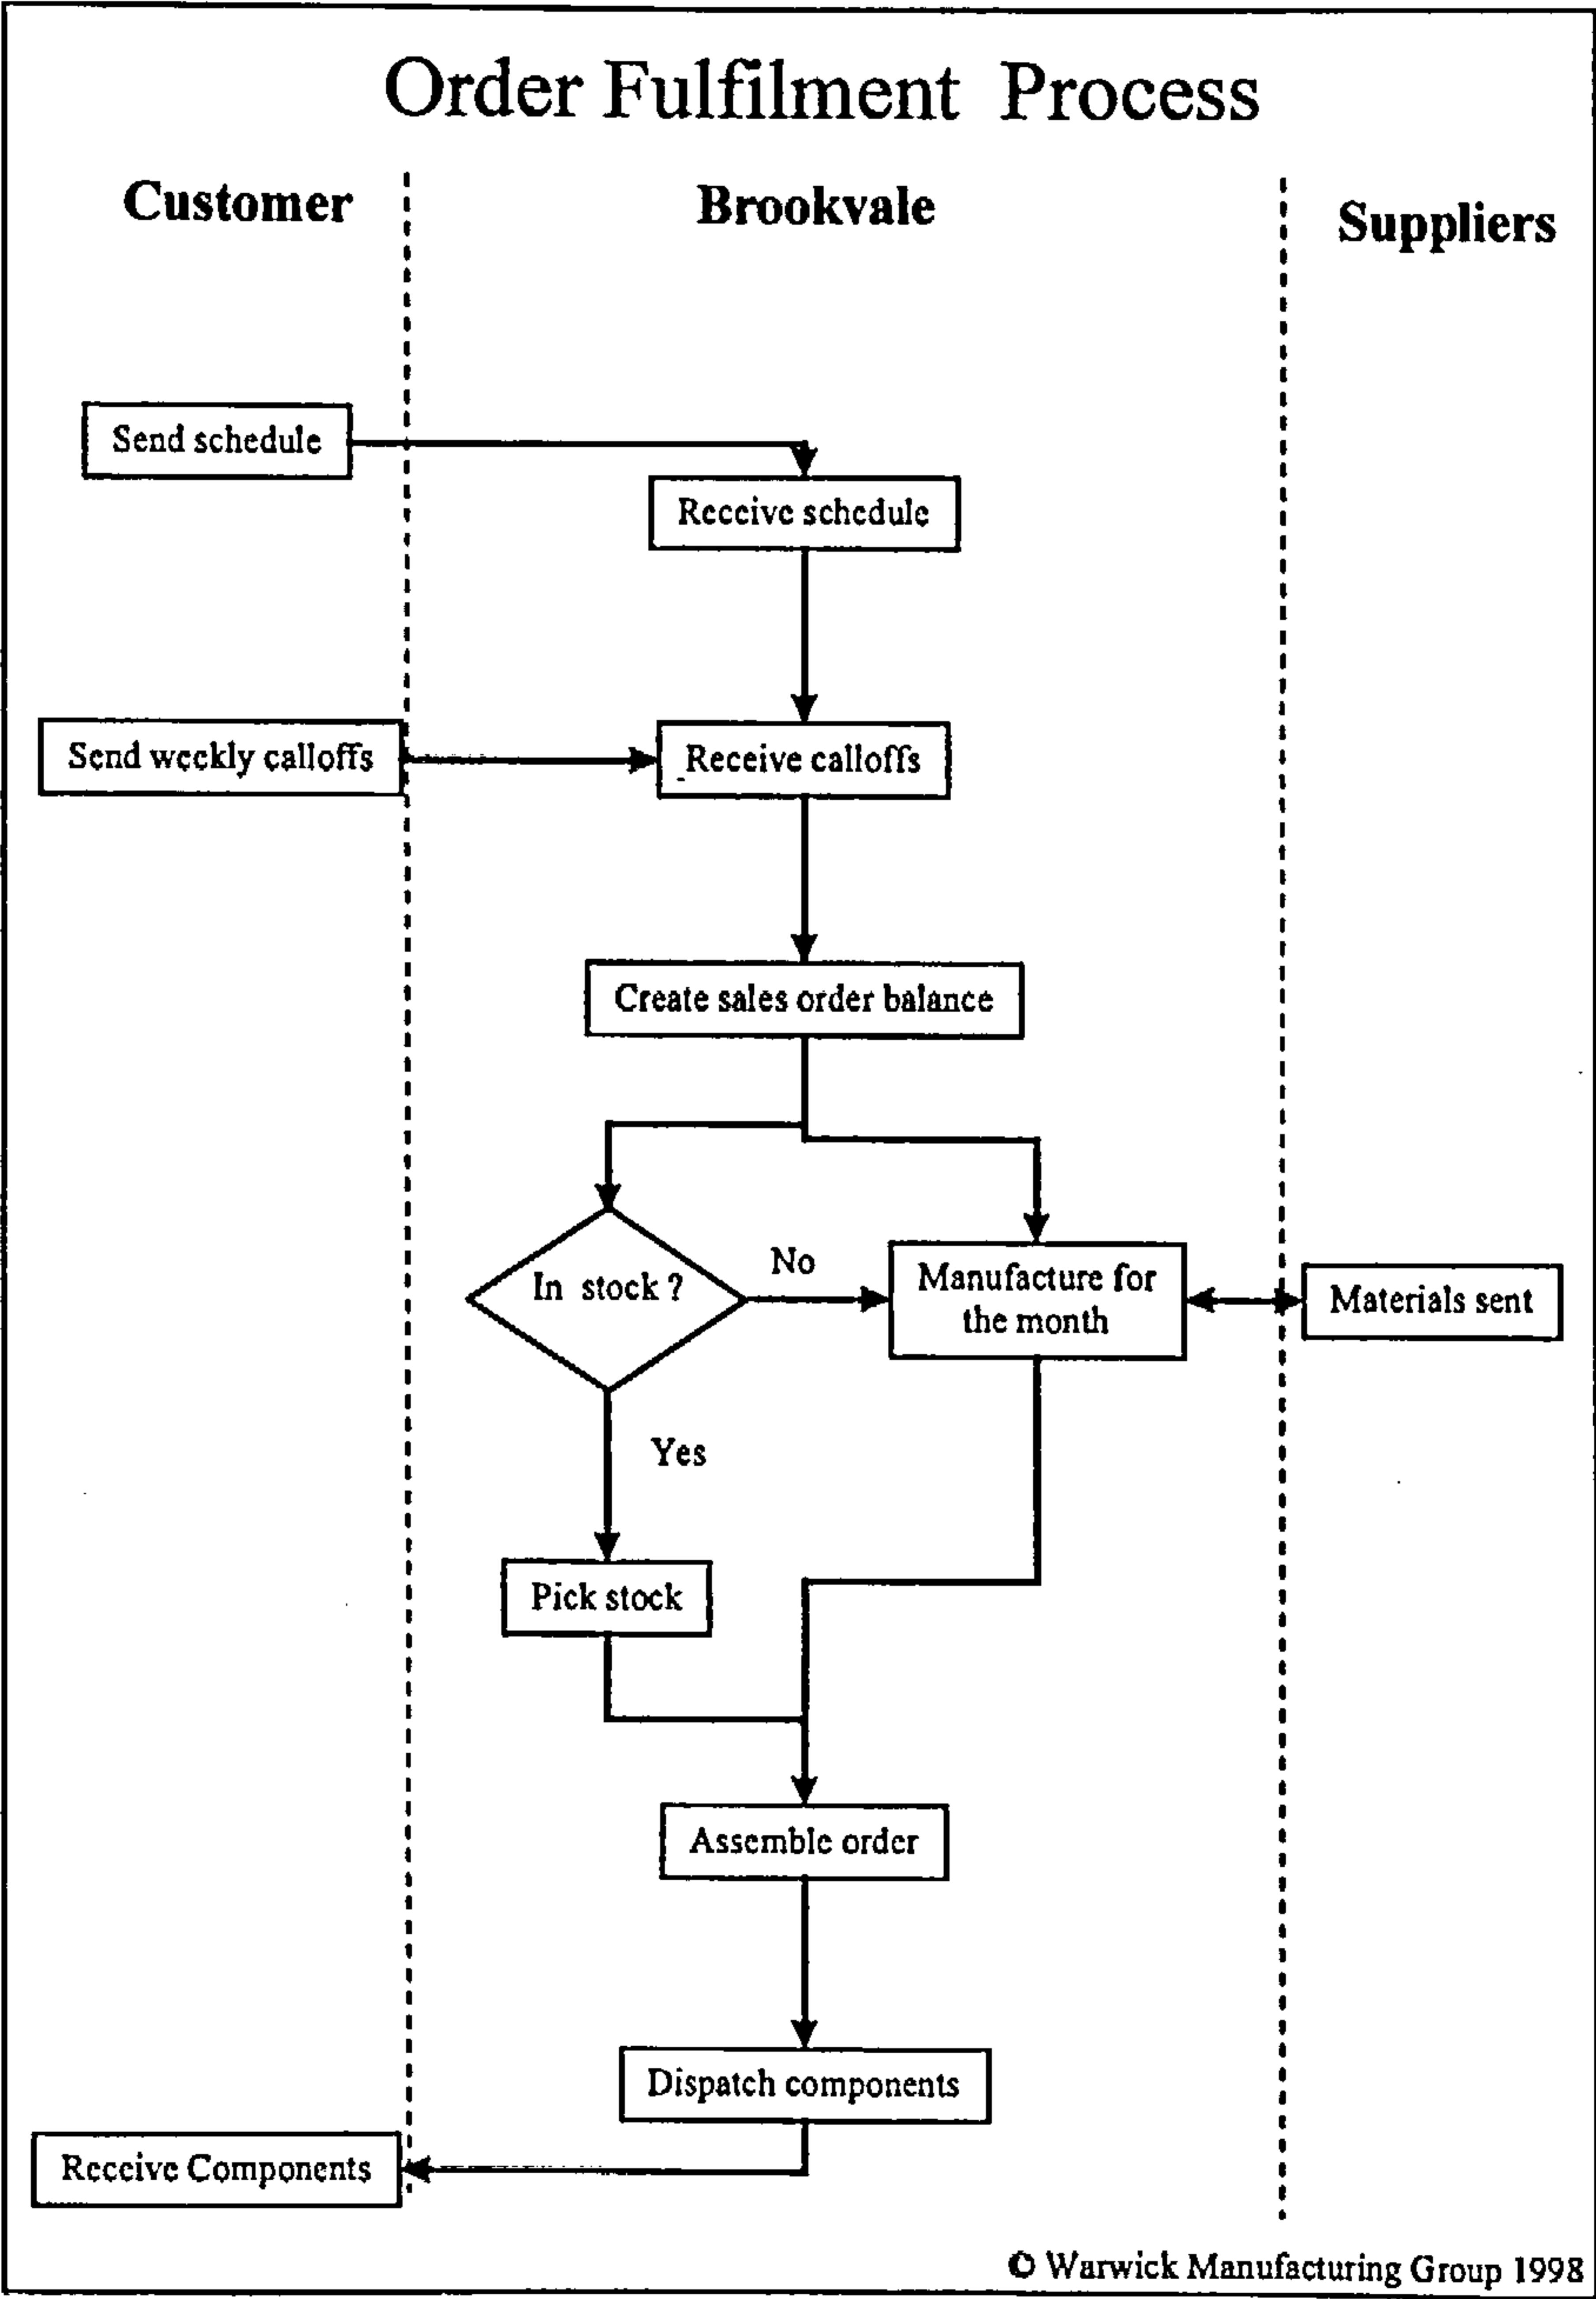 Order Fulfilment Process
Customer
Brookvale
Suppliers
Send schedule
Receive schedule
Send weekly calloffs
Receive calloffs
Create sales order balance
In stock ?
No
Manufacture for
the month
Materials sent
Yes
Pick stock
Assemble order
Dispatch components
Receive Components
© Warwick Manufacturing Group 1998